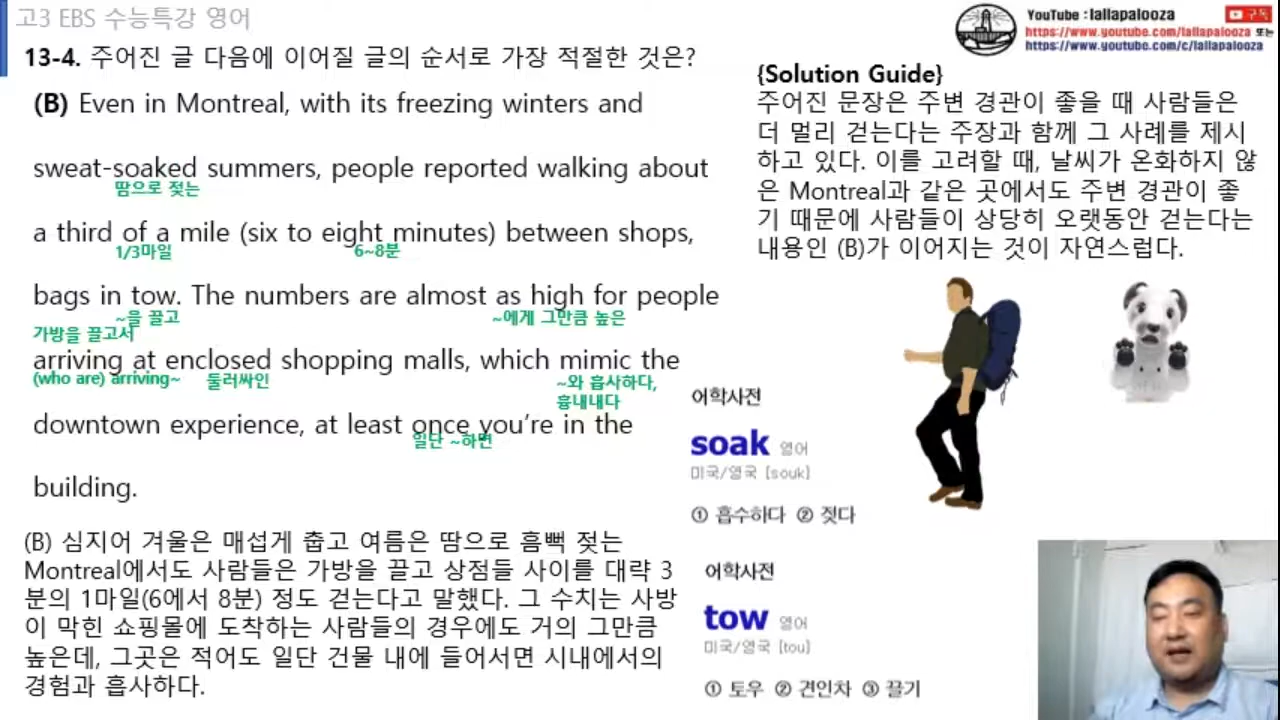 고3 EBS 수능특강 영어
YouTube : lallapalooza
구독
https://www.youtube.com/lallapalooza 또는
https://www.youtube.com/c/lallapalooza
13-4. 주어진 글 다음에 이어질 글의 순서로 가장 적절한 것은?
(B) Even in Montreal, with its freezing winters and
sweat-soaked summers, people reported walking about
땀으로 젖는
a third of a mile (six to eight minutes) between shops,
1/3마일
6~8분
bags in tow. The numbers are almost as high for people
~을 끌고
~에게 그만큼 높은
가방을 끌고서
arriving at enclosed shopping malls, which mimic the
(who are) arriving~
둘러싸인
~와 흡사하다,
흉내내다
downtown experience, at least once you’re in the
일단 ~하면
building.
(B) 심지어 겨울은 매섭게 춥고 여름은 땀으로 흠뻑 젖는
Montreal에서도 사람들은 가방을 끌고 상점들 사이를 대략 3
분의 1마일(6에서 8분) 정도 걷는다고 말했다. 그 수치는 사방
이 막힌 쇼핑몰에 도착하는 사람들의 경우에도 거의 그만큼
높은데, 그곳은 적어도 일단 건물 내에 들어서면 시내에서의
경험과 흡사하다.
{Solution Guide}
주어진 문장은 주변 경관이 좋을 때 사람들은
더 멀리 걷는다는 주장과 함께 그 사례를 제시
하고 있다. 이를 고려할 때, 날씨가 온화하지 않
은 Montreal과 같은 곳에서도 주변 경관이 좋
기 때문에 사람들이 상당히 오랫동안 걷는다는
내용인 (B)가 이어지는 것이 자연스럽다.
어학사전
soak 영어
미국/영국 [souk]
① 흡수하다 ② 젖다
어학사전
tow 영어
미국/영국 [tou]
① 토우 ② 견인차 ③ 끌기